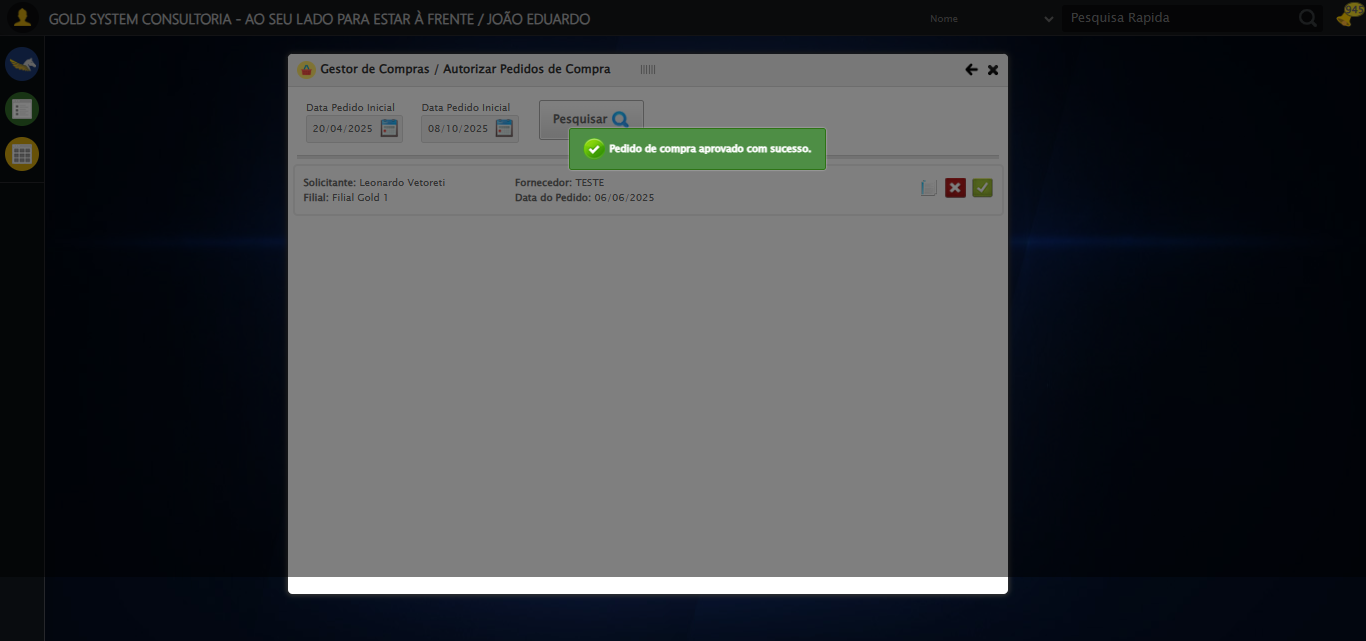 GOLD SYSTEM CONSULTORIA - AO SEU LADO PARA ESTAR À FRENTE / JOÃO EDUARDO
Nome
Pesquisa Rapida
945
Gestor de Compras / Autorizar Pedidos de Compra
Data Pedido Inicial
Data Pedido Inicial
20/04/2025
08/10/2025
Pesquisar
Pedido de compra aprovado com sucesso.
Solicitante: Leonardo Vetoreti
Fornecedor: TESTE
Filial: Filial Gold 1
Data do Pedido: 06/06/2025